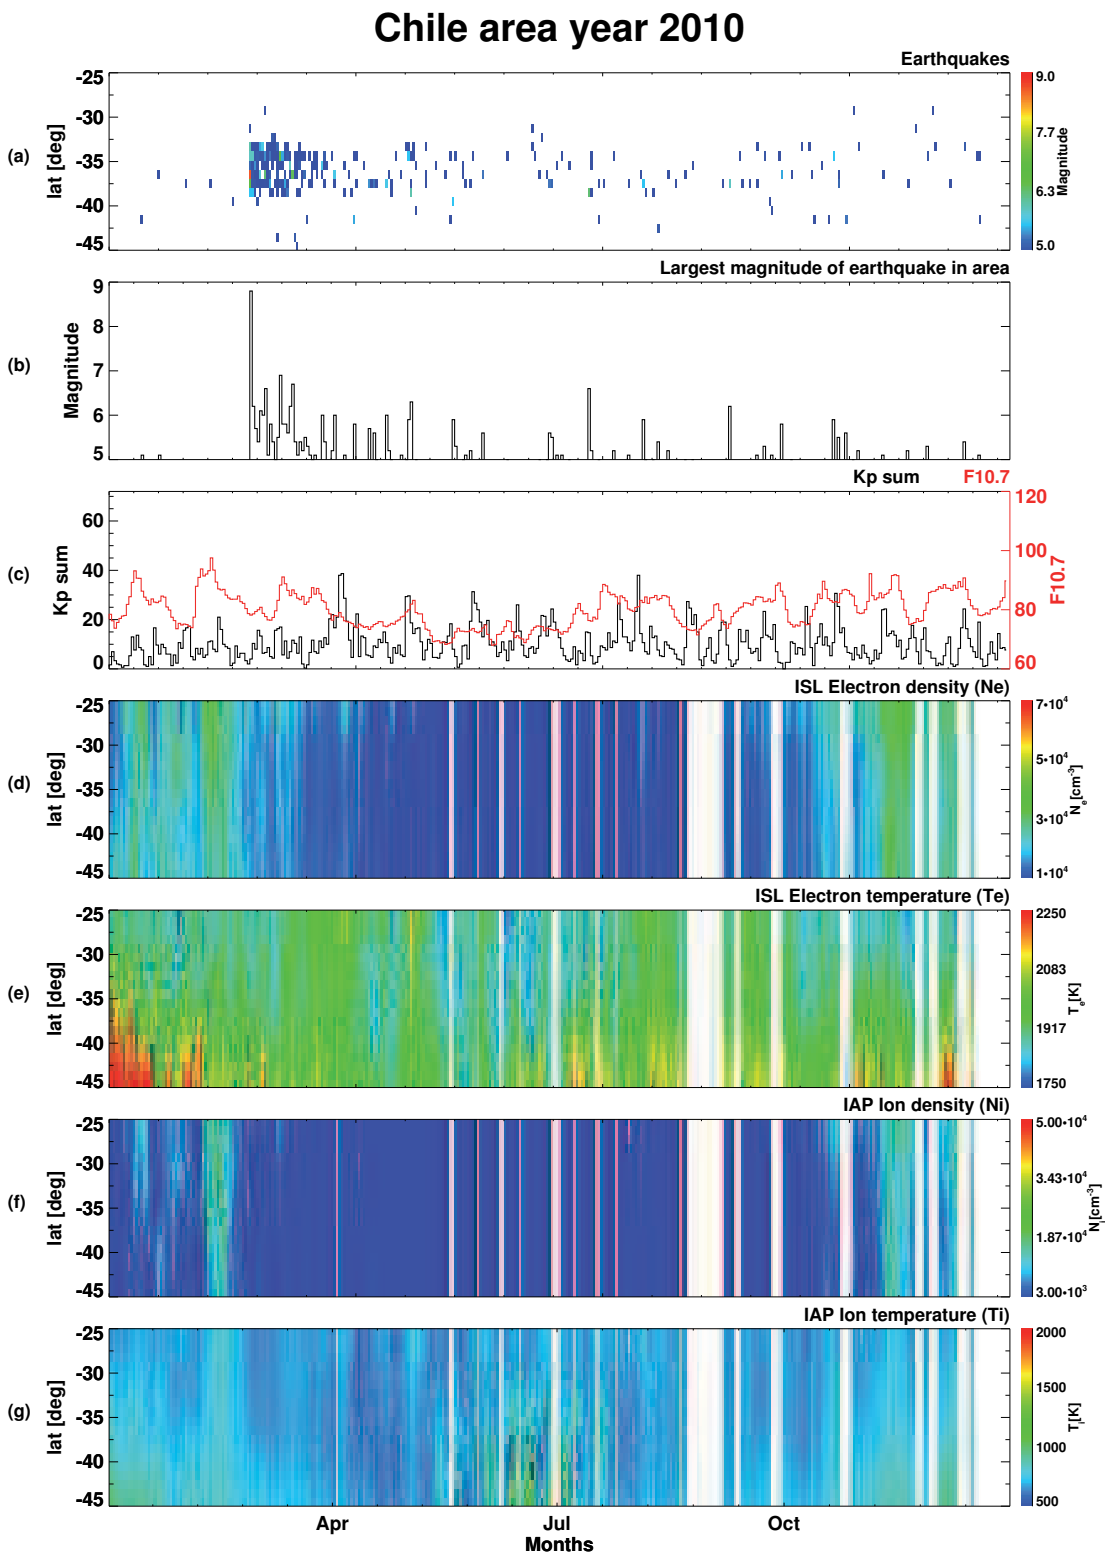 Chile area year 2010
Earthquakes
(a)
lat [deg]
-25
-30
-35
-40
-45
9.0
7.7
6.3
5.0
Magnitude
Largest magnitude of earthquake in area
(b)
Magnitude
9
8
7
6
5
Kp sum F10.7
(c)
Kp sum
60
40
20
0
120
100
80
60
F10.7
ISL Electron density (Ne)
(d)
lat [deg]
-25
-30
-35
-40
-45
7•10⁴
5•10⁴
3•10⁴
1•10⁴
Nₑ[cm⁻³]
ISL Electron temperature (Te)
(e)
lat [deg]
-25
-30
-35
-40
-45
2250
2083
1917
1750
Tₑ[K]
IAP Ion density (Ni)
(f)
lat [deg]
-25
-30
-35
-40
-45
5.00•10⁴
3.43•10⁴
1.87•10⁴
3.00•10³
Nᵢ[cm⁻³]
IAP Ion temperature (Ti)
(g)
lat [deg]
-25
-30
-35
-40
-45
2000
1500
1000
500
Tᵢ[K]
Apr Jul Oct
Months